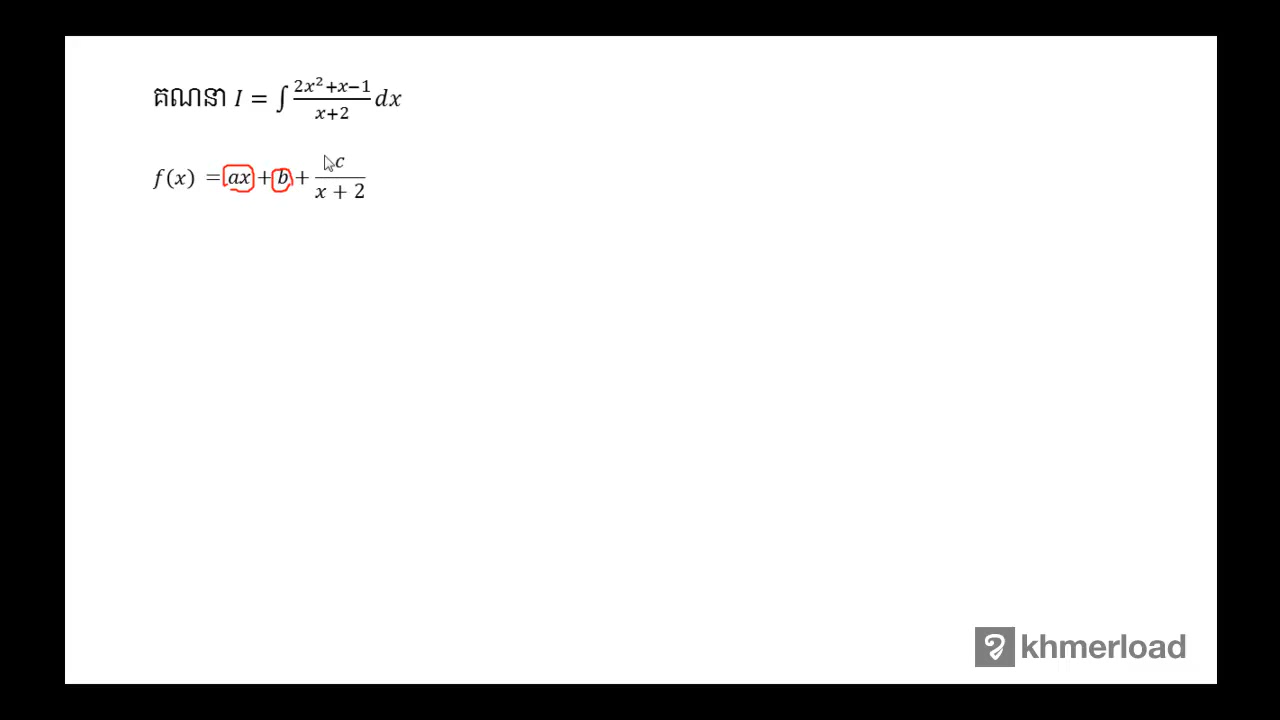 គណនា I = ∫ (2x²+x−1)/(x+2) dx
f(x) = ax + b + c/(x + 2)
khmerload